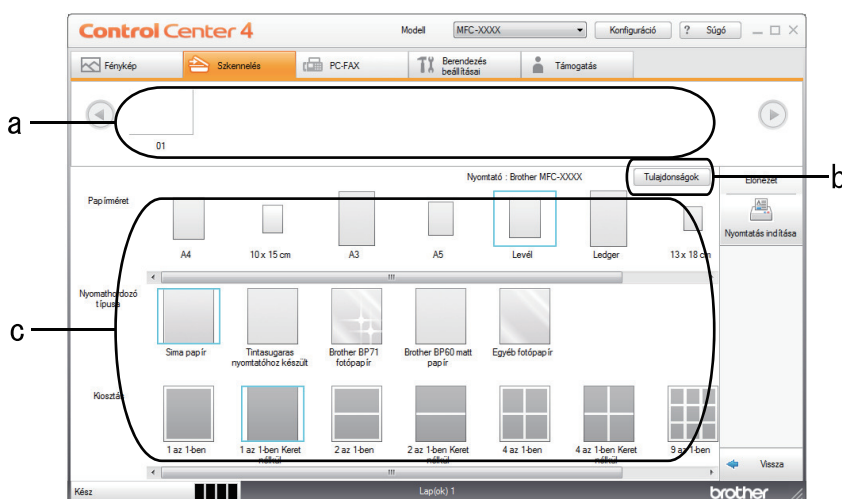 Control Center 4
Modell
MFC-XXXX
Konfiguráció
? Súgó
Fénykép
Szkennelés
PC-FAX
Berendezés
beállításai
Támogatás
a
01
Nyomtató : Brother MFC-XXXX
Tulajdonságok
b
Előnézet
Nyomtatás indítása
Papírméret
A4
10 x 15 cm
A3
A5
Levél
Ledger
13 x 18 cm
Nyomathordozó
típusa
c
Sima papír
Tintasugaras
nyomtatóhoz készült
Brother BP71
fotópapír
Brother BP60 matt
papír
Egyéb fotópapír
Kiosztás
1 az 1-ben
1 az 1-ben Keret
nélkül
2 az 1-ben
2 az 1-ben Keret
nélkül
4 az 1-ben
4 az 1-ben Keret
nélkül
9 az 1-ben
Vissza
Kész
Lap(ok) 1
brother